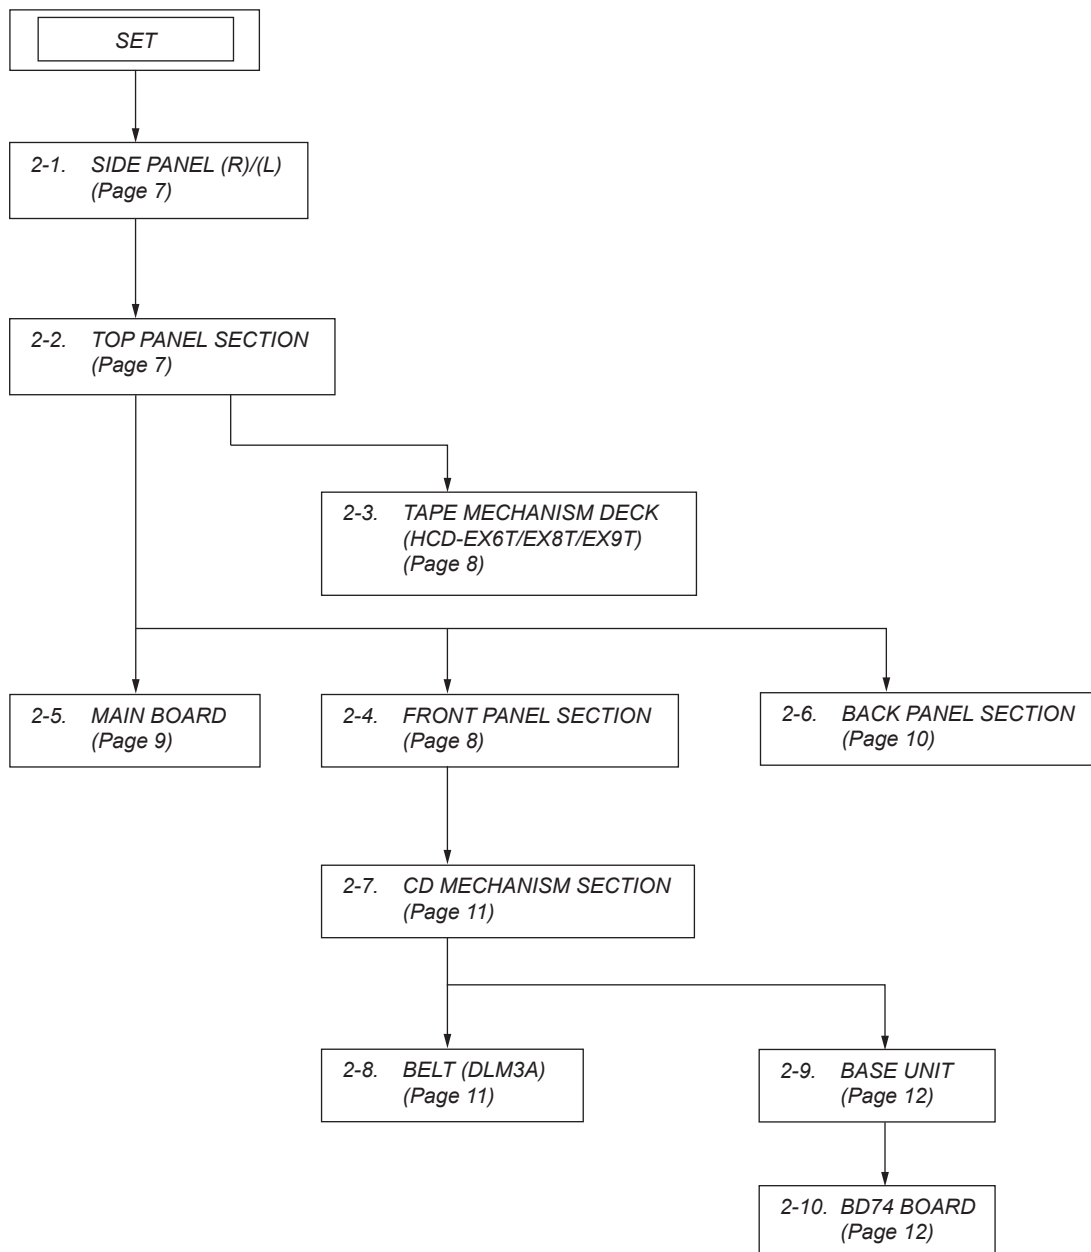 SET
2-1. SIDE PANEL (R)/(L)
(Page 7)
2-2. TOP PANEL SECTION
(Page 7)
2-3. TAPE MECHANISM DECK
(HCD-EX6T/EX8T/EX9T)
(Page 8)
2-5. MAIN BOARD
(Page 9)
2-4. FRONT PANEL SECTION
(Page 8)
2-6. BACK PANEL SECTION
(Page 10)
2-7. CD MECHANISM SECTION
(Page 11)
2-8. BELT (DLM3A)
(Page 11)
2-9. BASE UNIT
(Page 12)
2-10. BD74 BOARD
(Page 12)